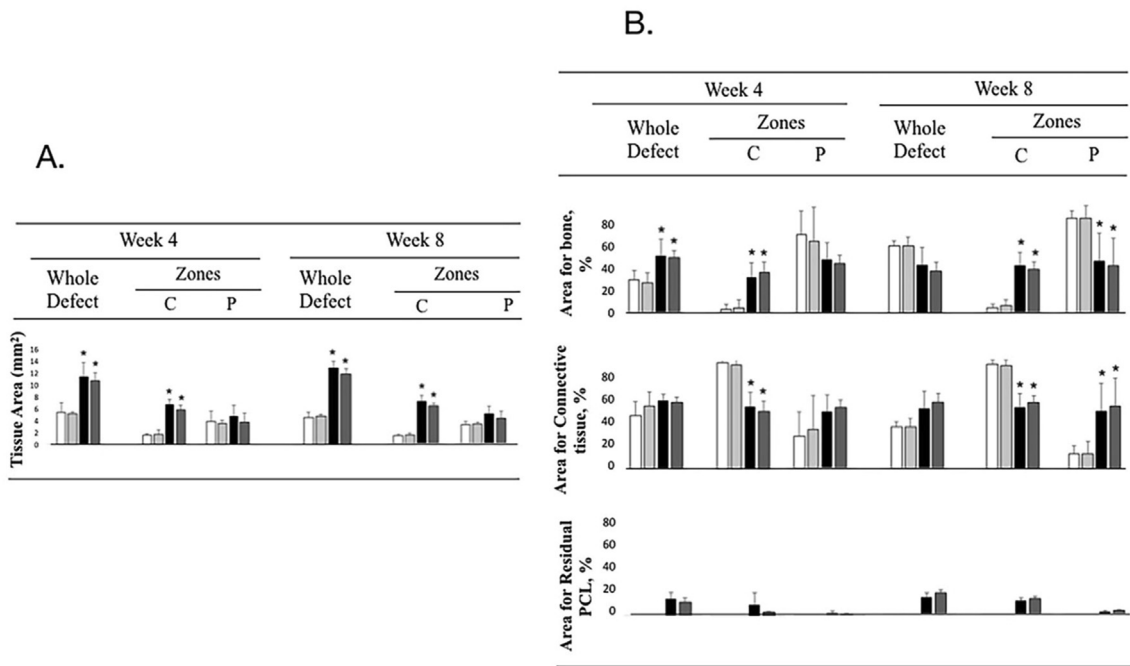 A.
Week 4 Week 8
Whole Defect Zones Whole Defect Zones
C P C P
Tissue Area (mm²)
16
14
12
10
8
6
4
2
0
* * * * * * * *
B.
Week 4 Week 8
Whole Defect Zones Whole Defect Zones
C P C P
Area for bone, %
80
60
40
20
0
* * * * * * * *
Area for Connective tissue, %
80
60
40
20
0
* * * * * *
Area for Residual PCL, %
80
60
40
20
0